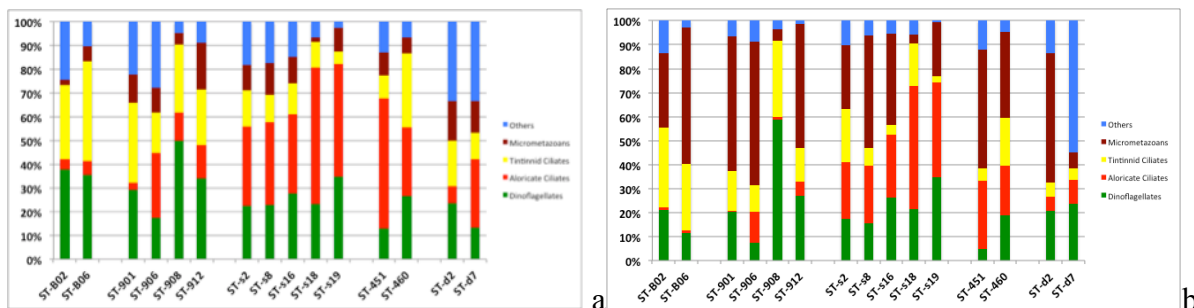 100%
90%
80%
70%
60%
50%
40%
30%
20%
10%
0%
ST-B02
ST-B06
ST-901
ST-906
ST-908
ST-912
ST-s2
ST-s8
ST-s16
ST-s18
ST-s19
ST-451
ST-460
ST-d2
ST-d7
Others
Micrometazoans
Tintinnid Ciliates
Aloricate Ciliates
Dinoflagellates
a
100%
90%
80%
70%
60%
50%
40%
30%
20%
10%
0%
ST-B02
ST-B06
ST-901
ST-906
ST-908
ST-912
ST-s2
ST-s8
ST-s16
ST-s18
ST-s19
ST-451
ST-460
ST-d2
ST-d7
Others
Micrometazoans
Tintinnid Ciliates
Aloricate Ciliates
Dinoflagellates
b